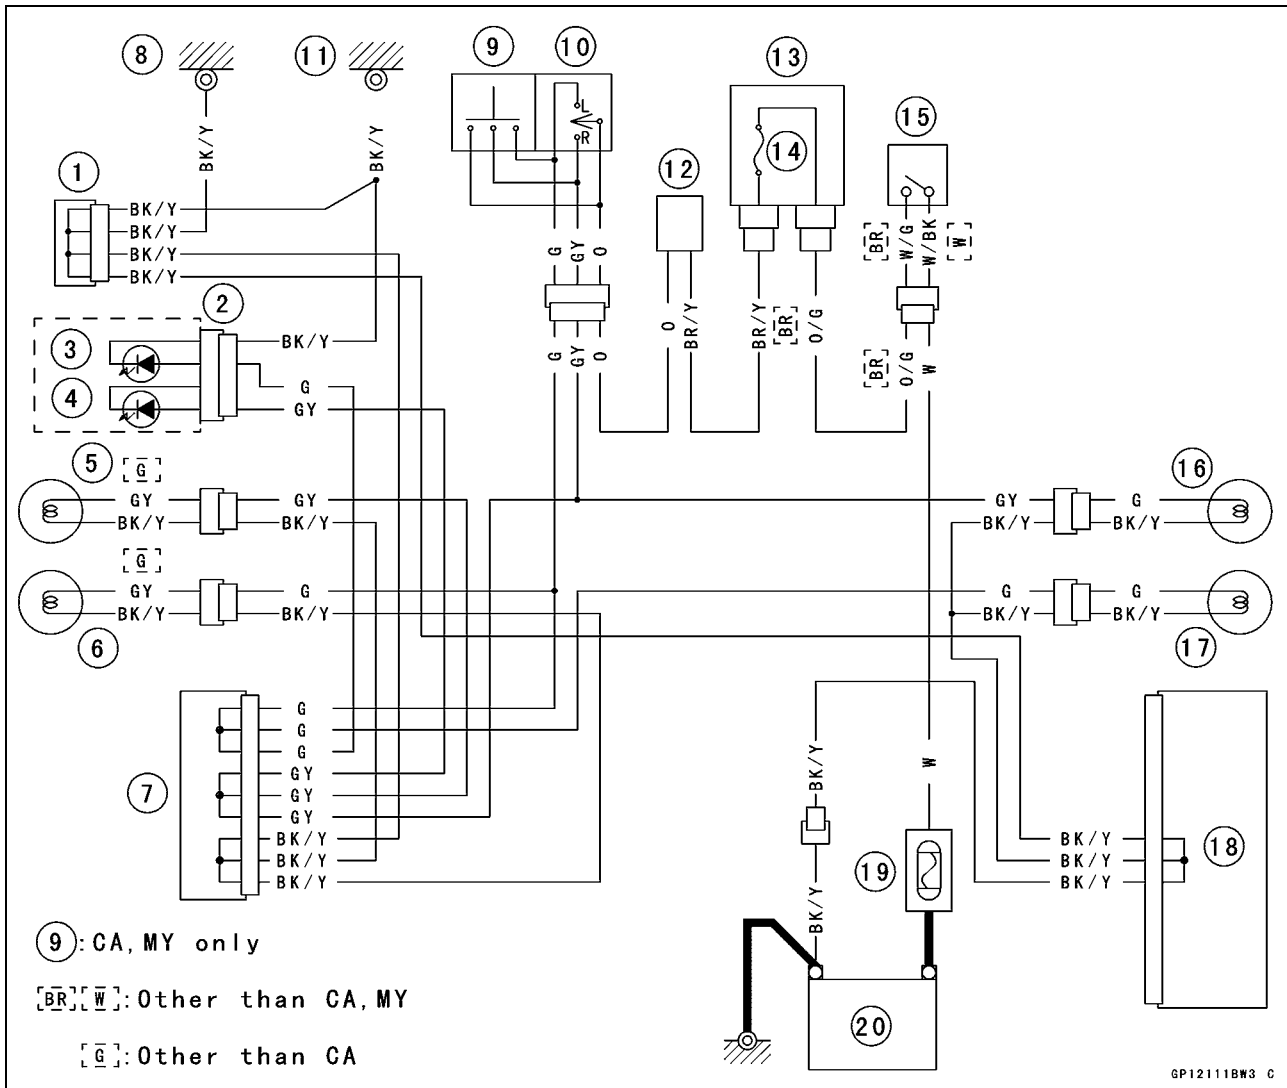 8 11 9 10 13
15
L
R
14
BK/Y BK/Y
12
1
BK/Y
BK/Y
BK/Y
BK/Y
[BR] W/G W/BK [W]
G GY O
2
O BR/Y BR/Y [BR] O/G
3 BK/Y
G GY O
[BR] O/G W
4 G
GY
5 [G] 16
GY GY GY G
BK/Y BK/Y BK/Y BK/Y
[G]
GY G G G
BK/Y BK/Y BK/Y BK/Y
6 17
G
G
G
GY
7 GY
GY
BK/Y
BK/Y
BK/Y
BK/Y W
BK/Y
BK/Y 18
BK/Y
19
BK/Y
9: CA, MY only
[BR][W]: Other than CA, MY
[G]: Other than CA
20
GP12111BW3 C